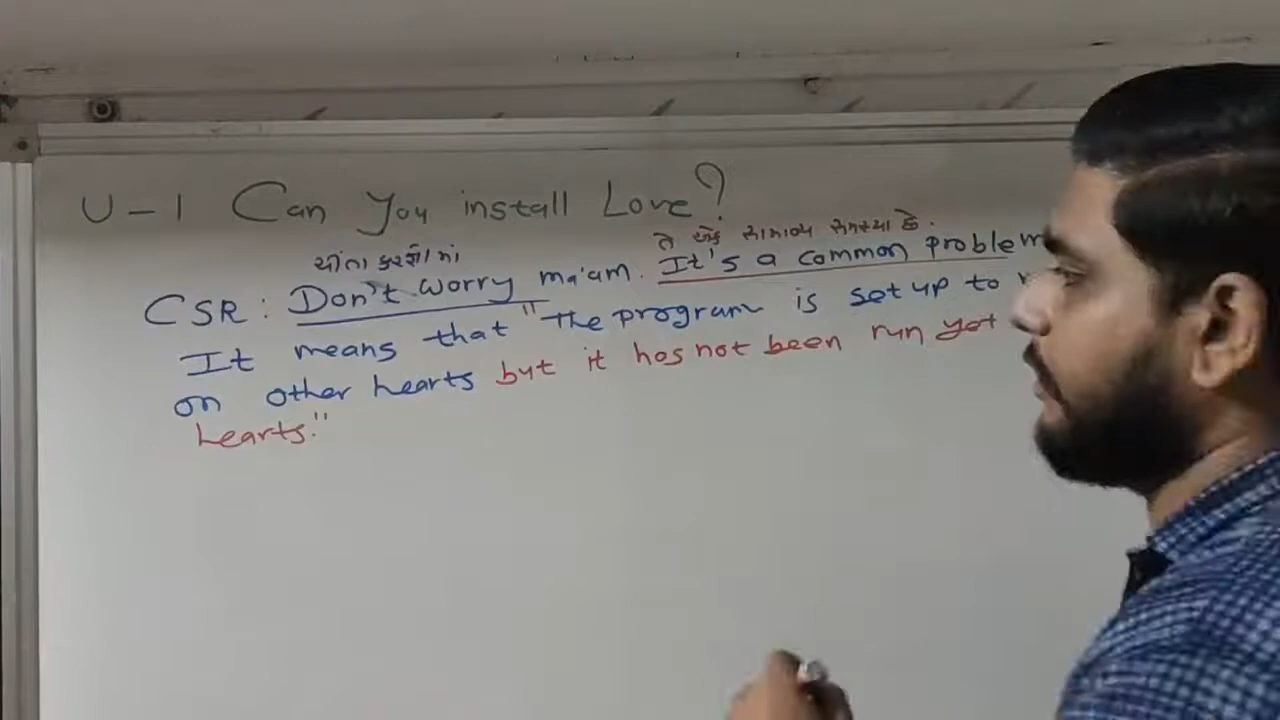 U-1 Can You install Love?
ચીંતા કરશો માં
તે એક સામાન્ય સમસ્યા છે.
CSR: Don't worry ma'am. It's a common problem
It means that "The program is set up to
on other hearts but it has not been run yet
hearts."